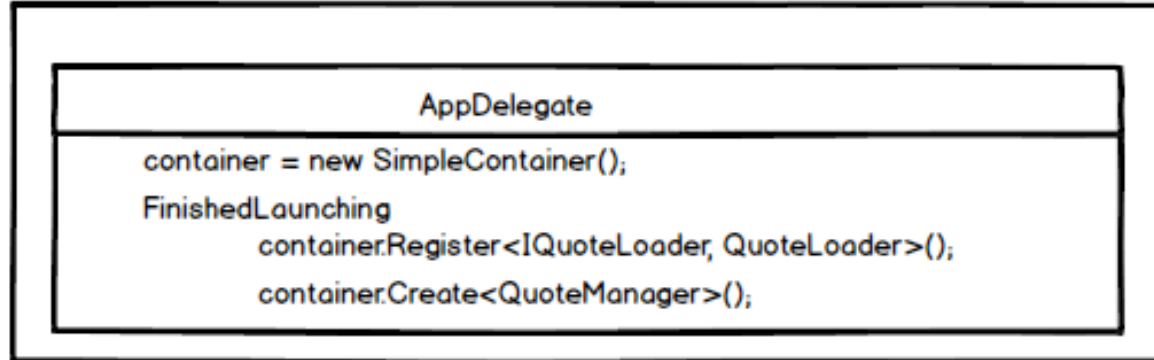 AppDelegate
container = new SimpleContainer();
FinishedLaunching
container.Register<IQuoteLoader, QuoteLoader>();
container.Create<QuoteManager>();